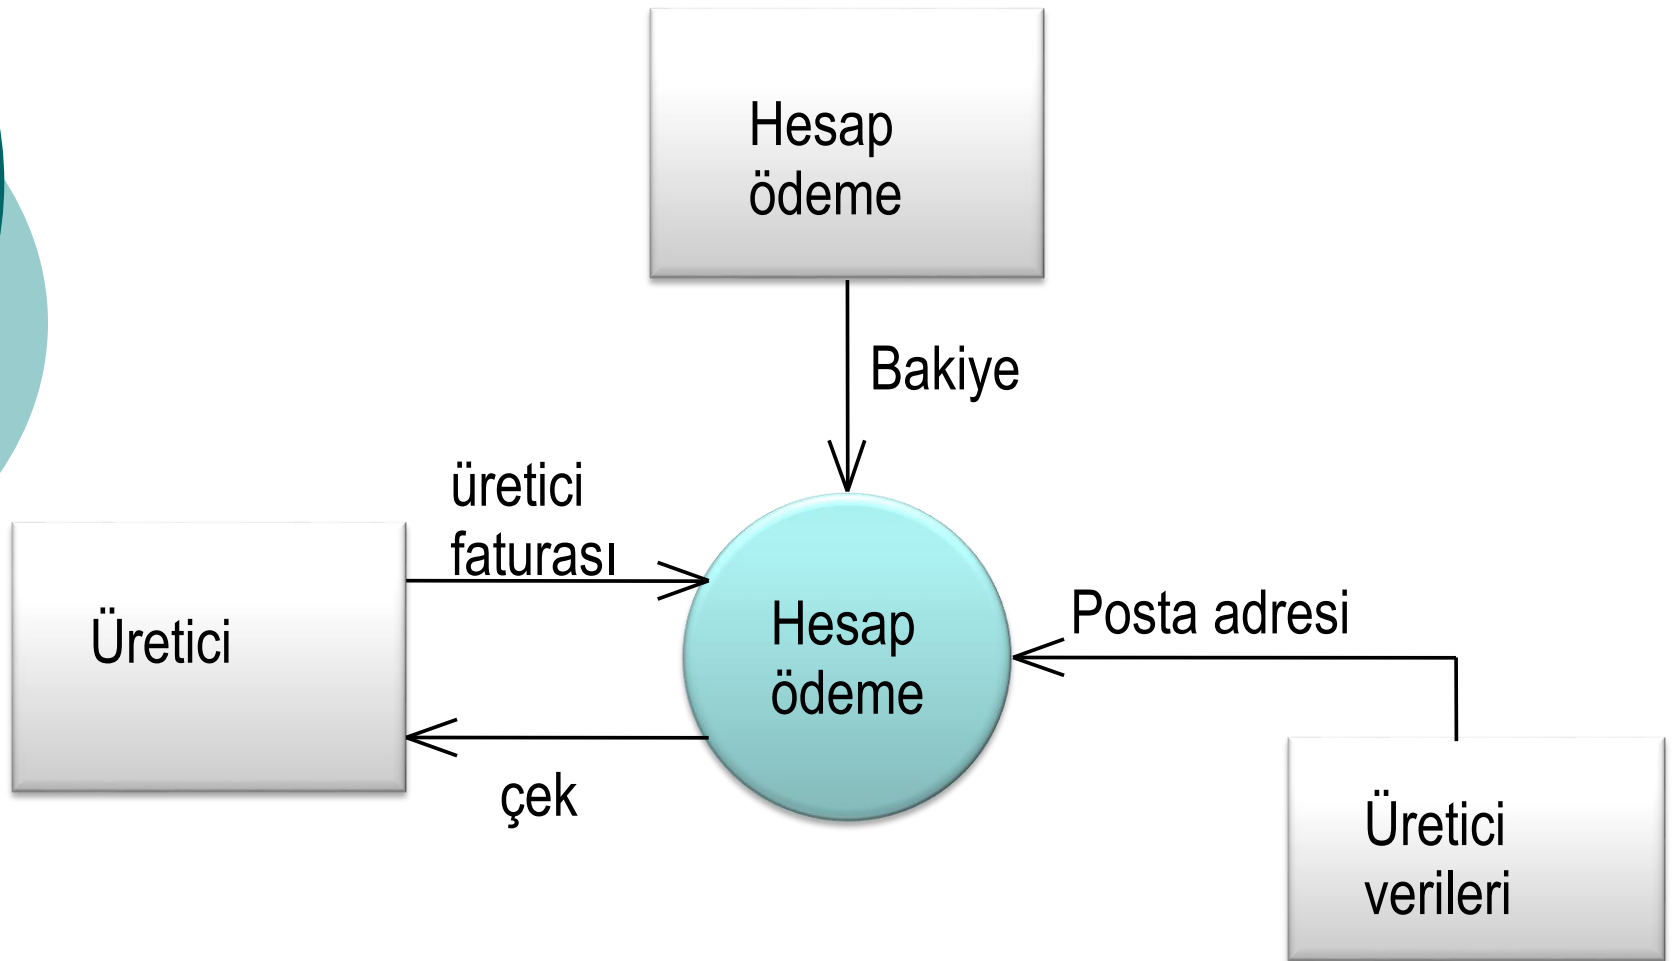 Hesap
ödeme
Bakiye
üretici
faturası
Üretici
Hesap
ödeme
Posta adresi
çek
Üretici
verileri